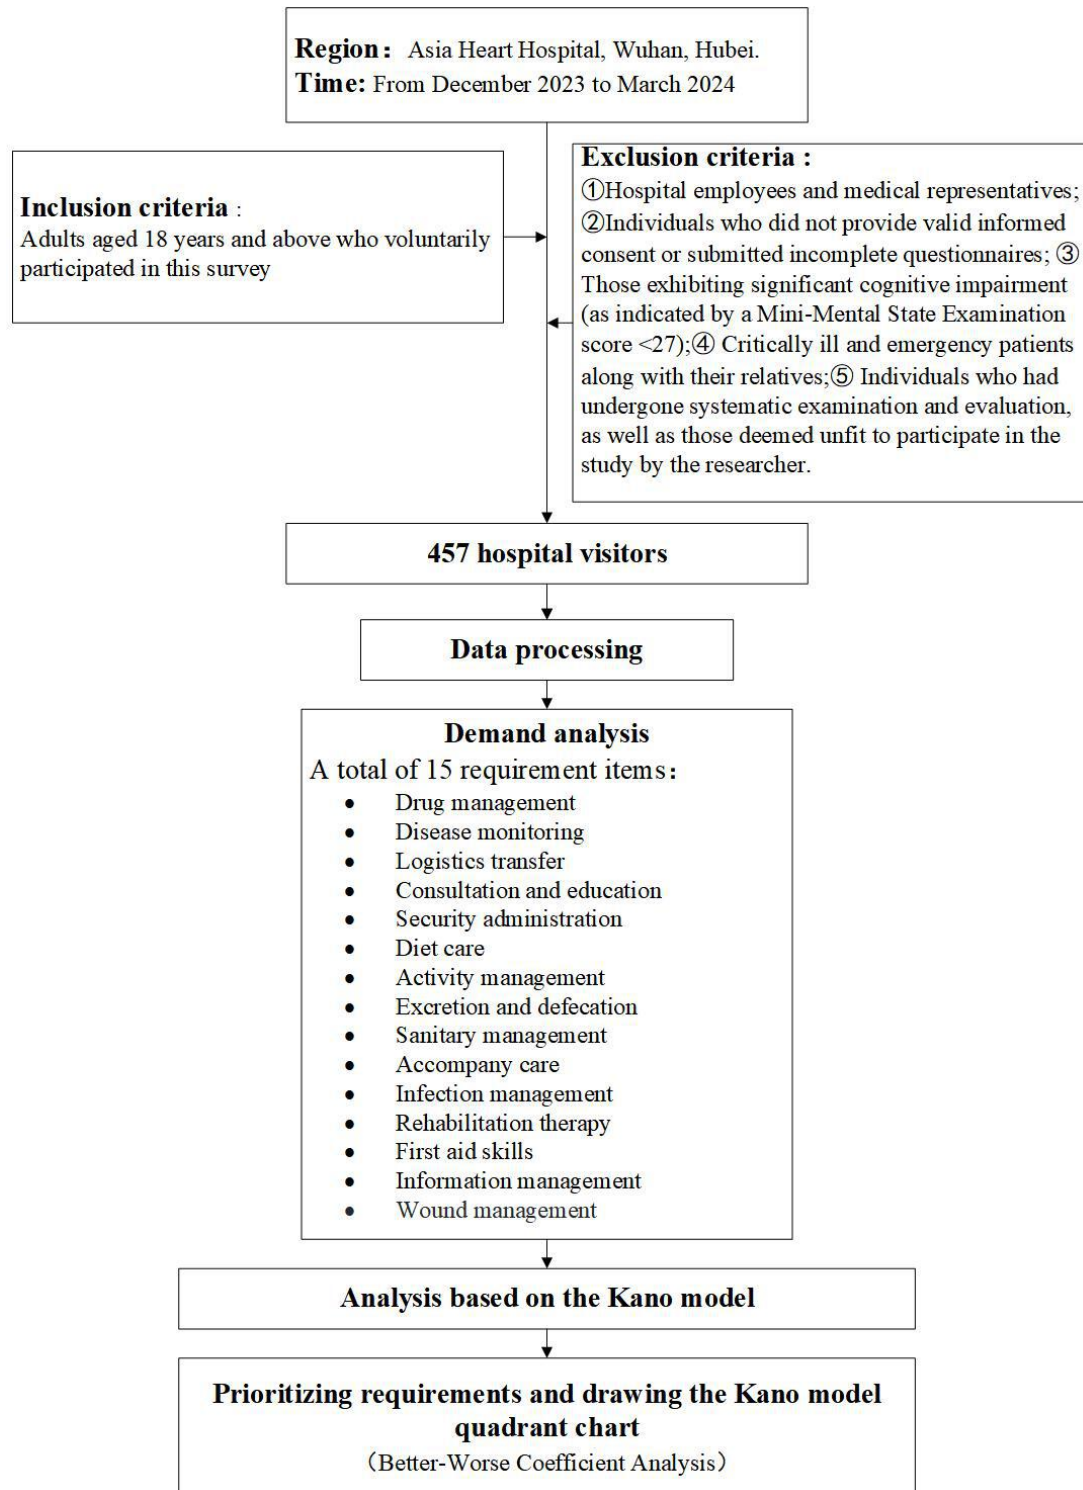 Region： Asia Heart Hospital, Wuhan, Hubei.
Time: From December 2023 to March 2024
Inclusion criteria：
Adults aged 18 years and above who voluntarily
participated in this survey
Exclusion criteria：
①Hospital employees and medical representatives;
②Individuals who did not provide valid informed
consent or submitted incomplete questionnaires; ③
Those exhibiting significant cognitive impairment
(as indicated by a Mini-Mental State Examination
score <27);④ Critically ill and emergency patients
along with their relatives;⑤ Individuals who had
undergone systematic examination and evaluation,
as well as those deemed unfit to participate in the
study by the researcher.
457 hospital visitors
Data processing
Demand analysis
A total of 15 requirement items：
• Drug management
• Disease monitoring
• Logistics transfer
• Consultation and education
• Security administration
• Diet care
• Activity management
• Excretion and defecation
• Sanitary management
• Accompany care
• Infection management
• Rehabilitation therapy
• First aid skills
• Information management
• Wound management
Analysis based on the Kano model
Prioritizing requirements and drawing the Kano model
quadrant chart
（Better-Worse Coefficient Analysis）